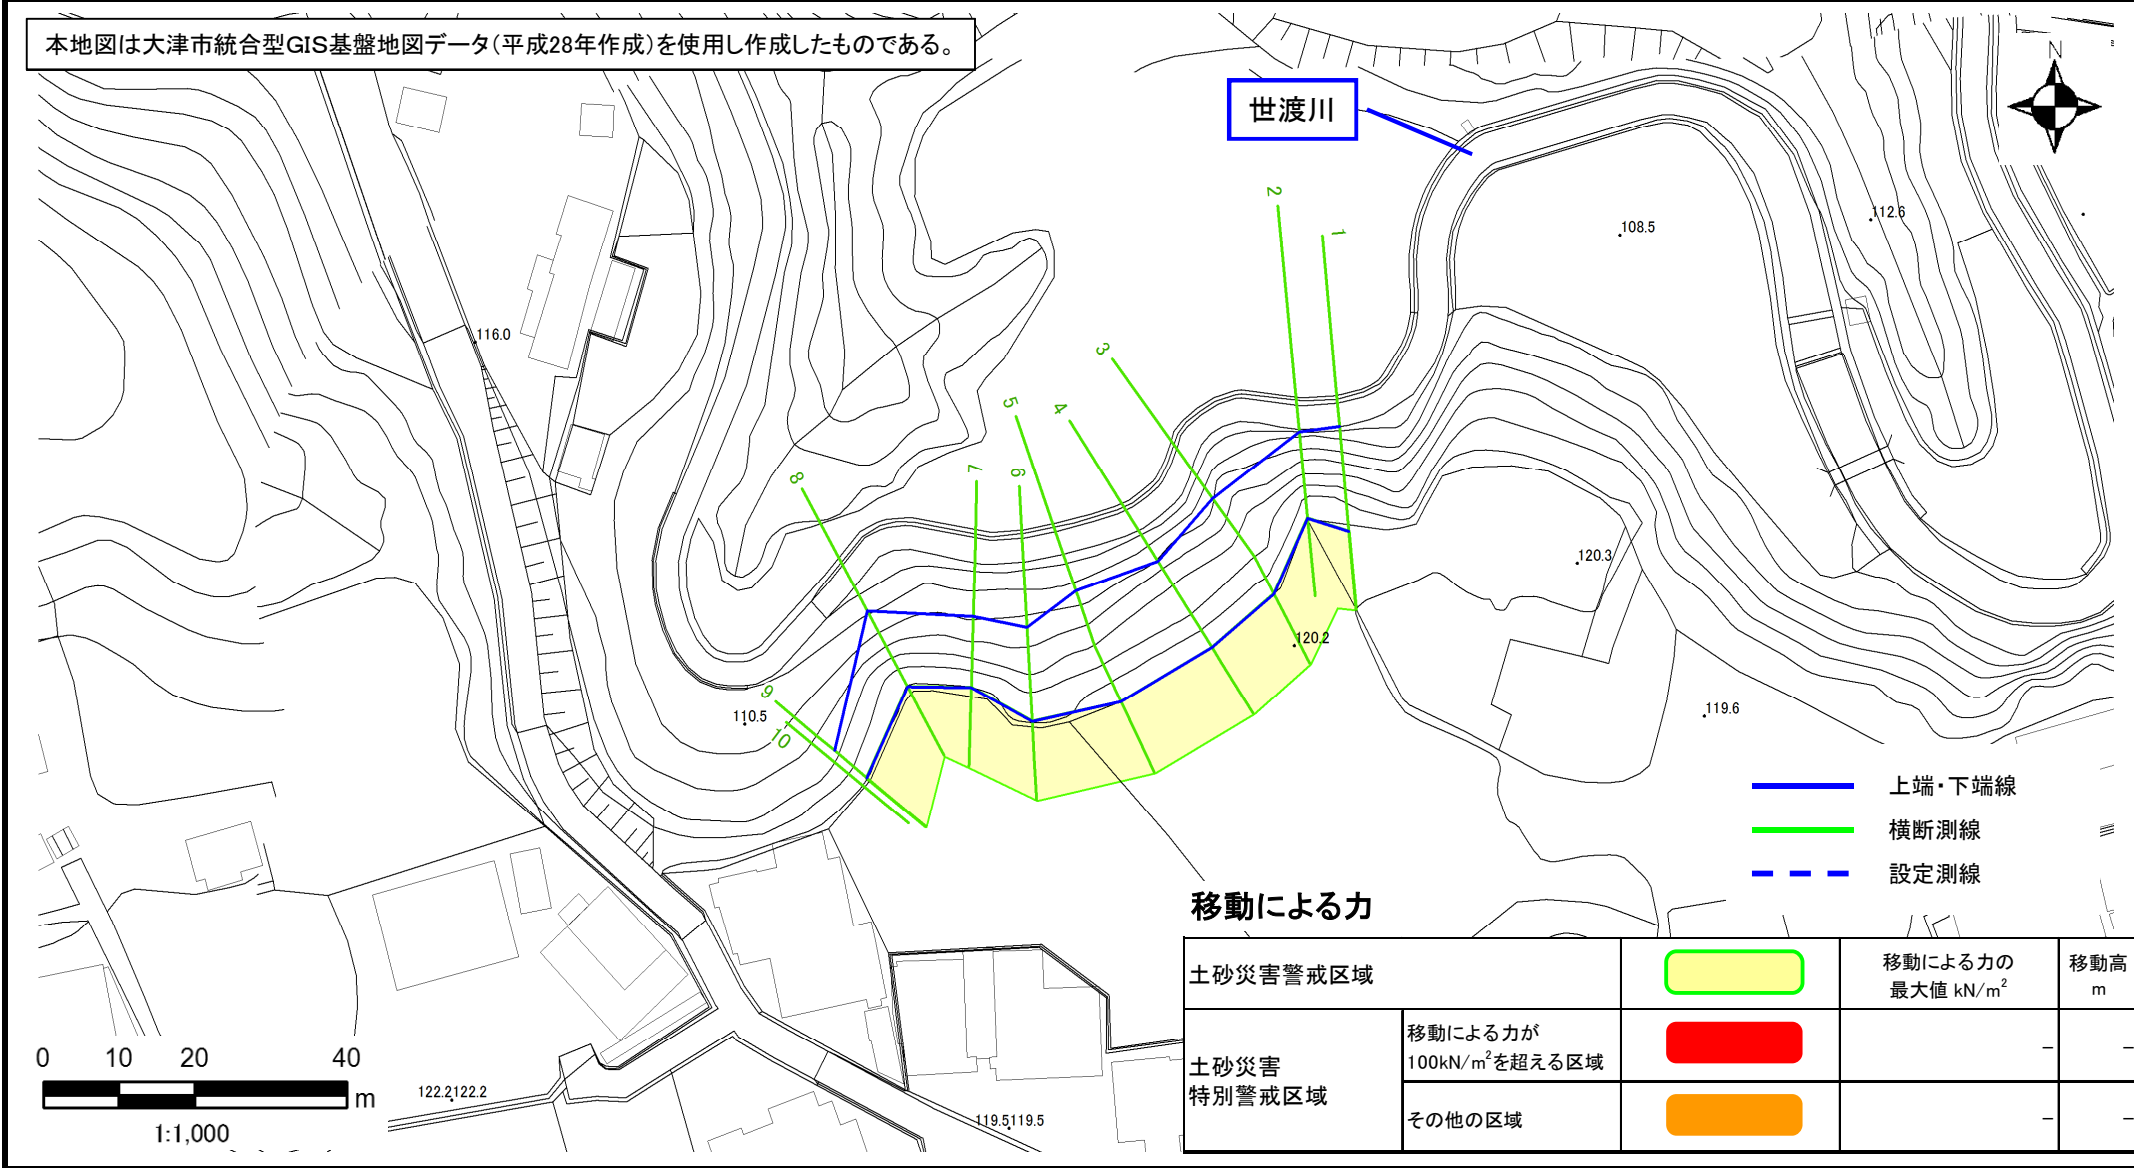 本地図は大津市統合型GIS基盤地図データ(平成28年作成)を使用し作成したものである。
世渡川
N
2
1
112.6
108.5
116.0
3
5
4
7
6
8
120.3
120.2
9
110.5
10
119.6
上端・下端線
横断測線
設定測線
移動による力
土砂災害警戒区域
移動による力の
最大値 kN/m²
移動高
m
土砂災害
特別警戒区域
移動による力が
100kN/m²を超える区域
－
－
その他の区域
－
－
0 10 20 40
m
1:1,000
122.2122.2
119.5119.5